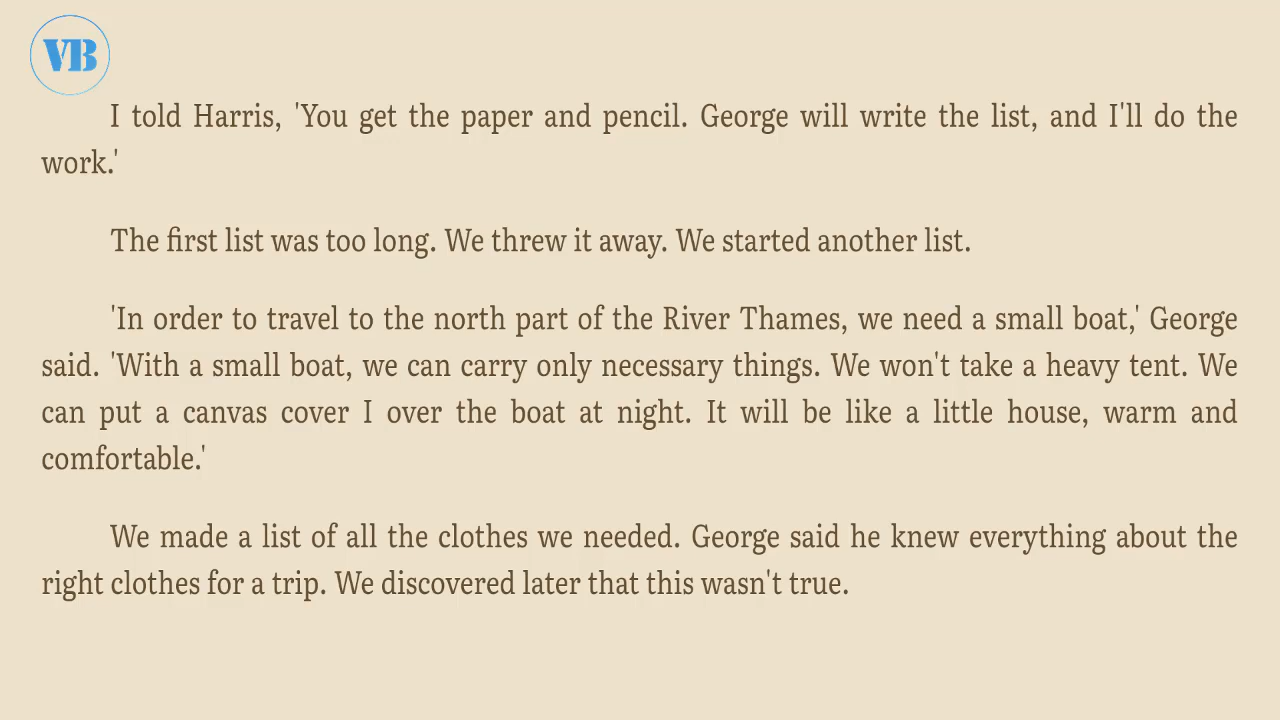 VB
I told Harris, 'You get the paper and pencil. George will write the list, and I'll do the
work.'
The first list was too long. We threw it away. We started another list.
'In order to travel to the north part of the River Thames, we need a small boat,' George
said. 'With a small boat, we can carry only necessary things. We won't take a heavy tent. We
can put a canvas cover I over the boat at night. It will be like a little house, warm and
comfortable.'
We made a list of all the clothes we needed. George said he knew everything about the
right clothes for a trip. We discovered later that this wasn't true.